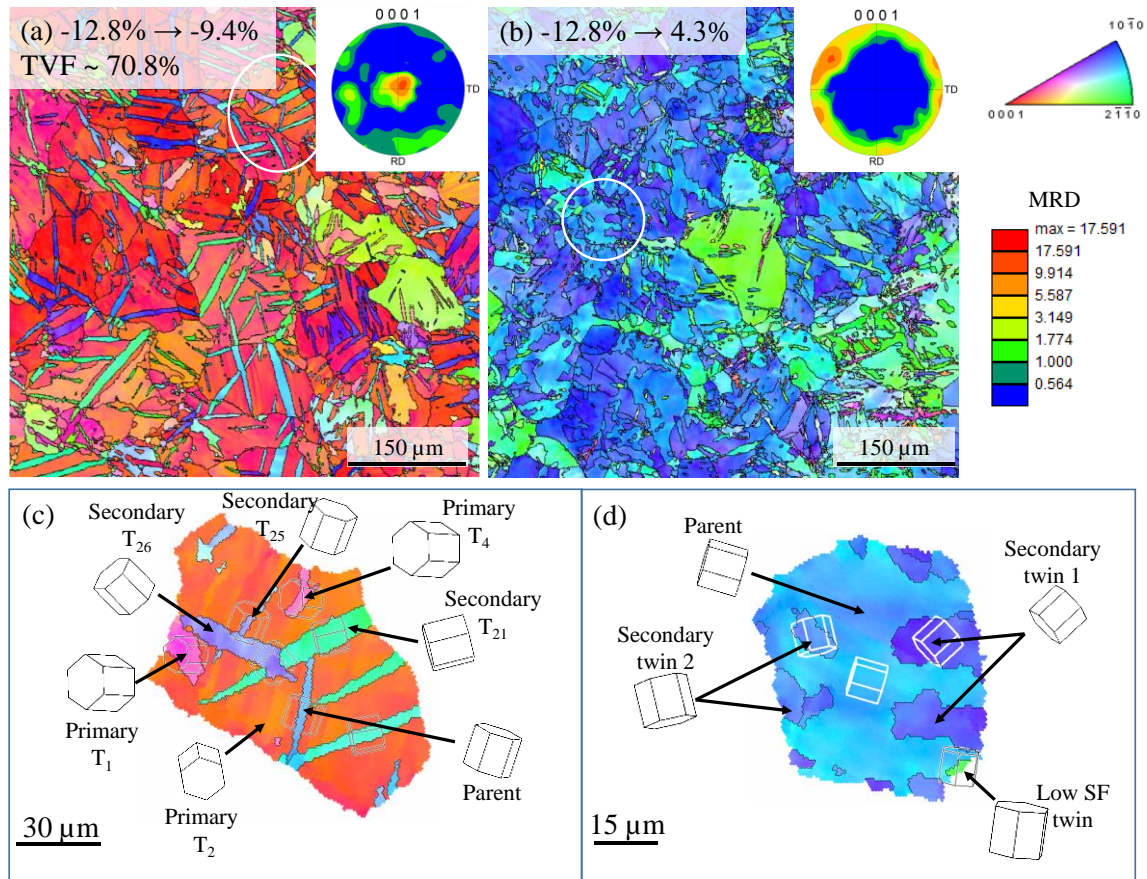 (a) -12.8% → -9.4%
TVF ~ 70.8%
0001
TD
RD
150 µm
(b) -12.8% → 4.3%
0001
TD
RD
150 µm
10 1̅ 0
0001
2 1̅ 1̅ 0
MRD
max = 17.591
17.591
9.914
5.587
3.149
1.774
1.000
0.564
(c)
Secondary
T₂₆
Secondary
T₂₅
Primary
T₄
Secondary
T₂₁
Primary
T₁
Primary
T₂
Parent
30 µm
(d)
Parent
Secondary
twin 1
Secondary
twin 2
Low SF
twin
15 µm